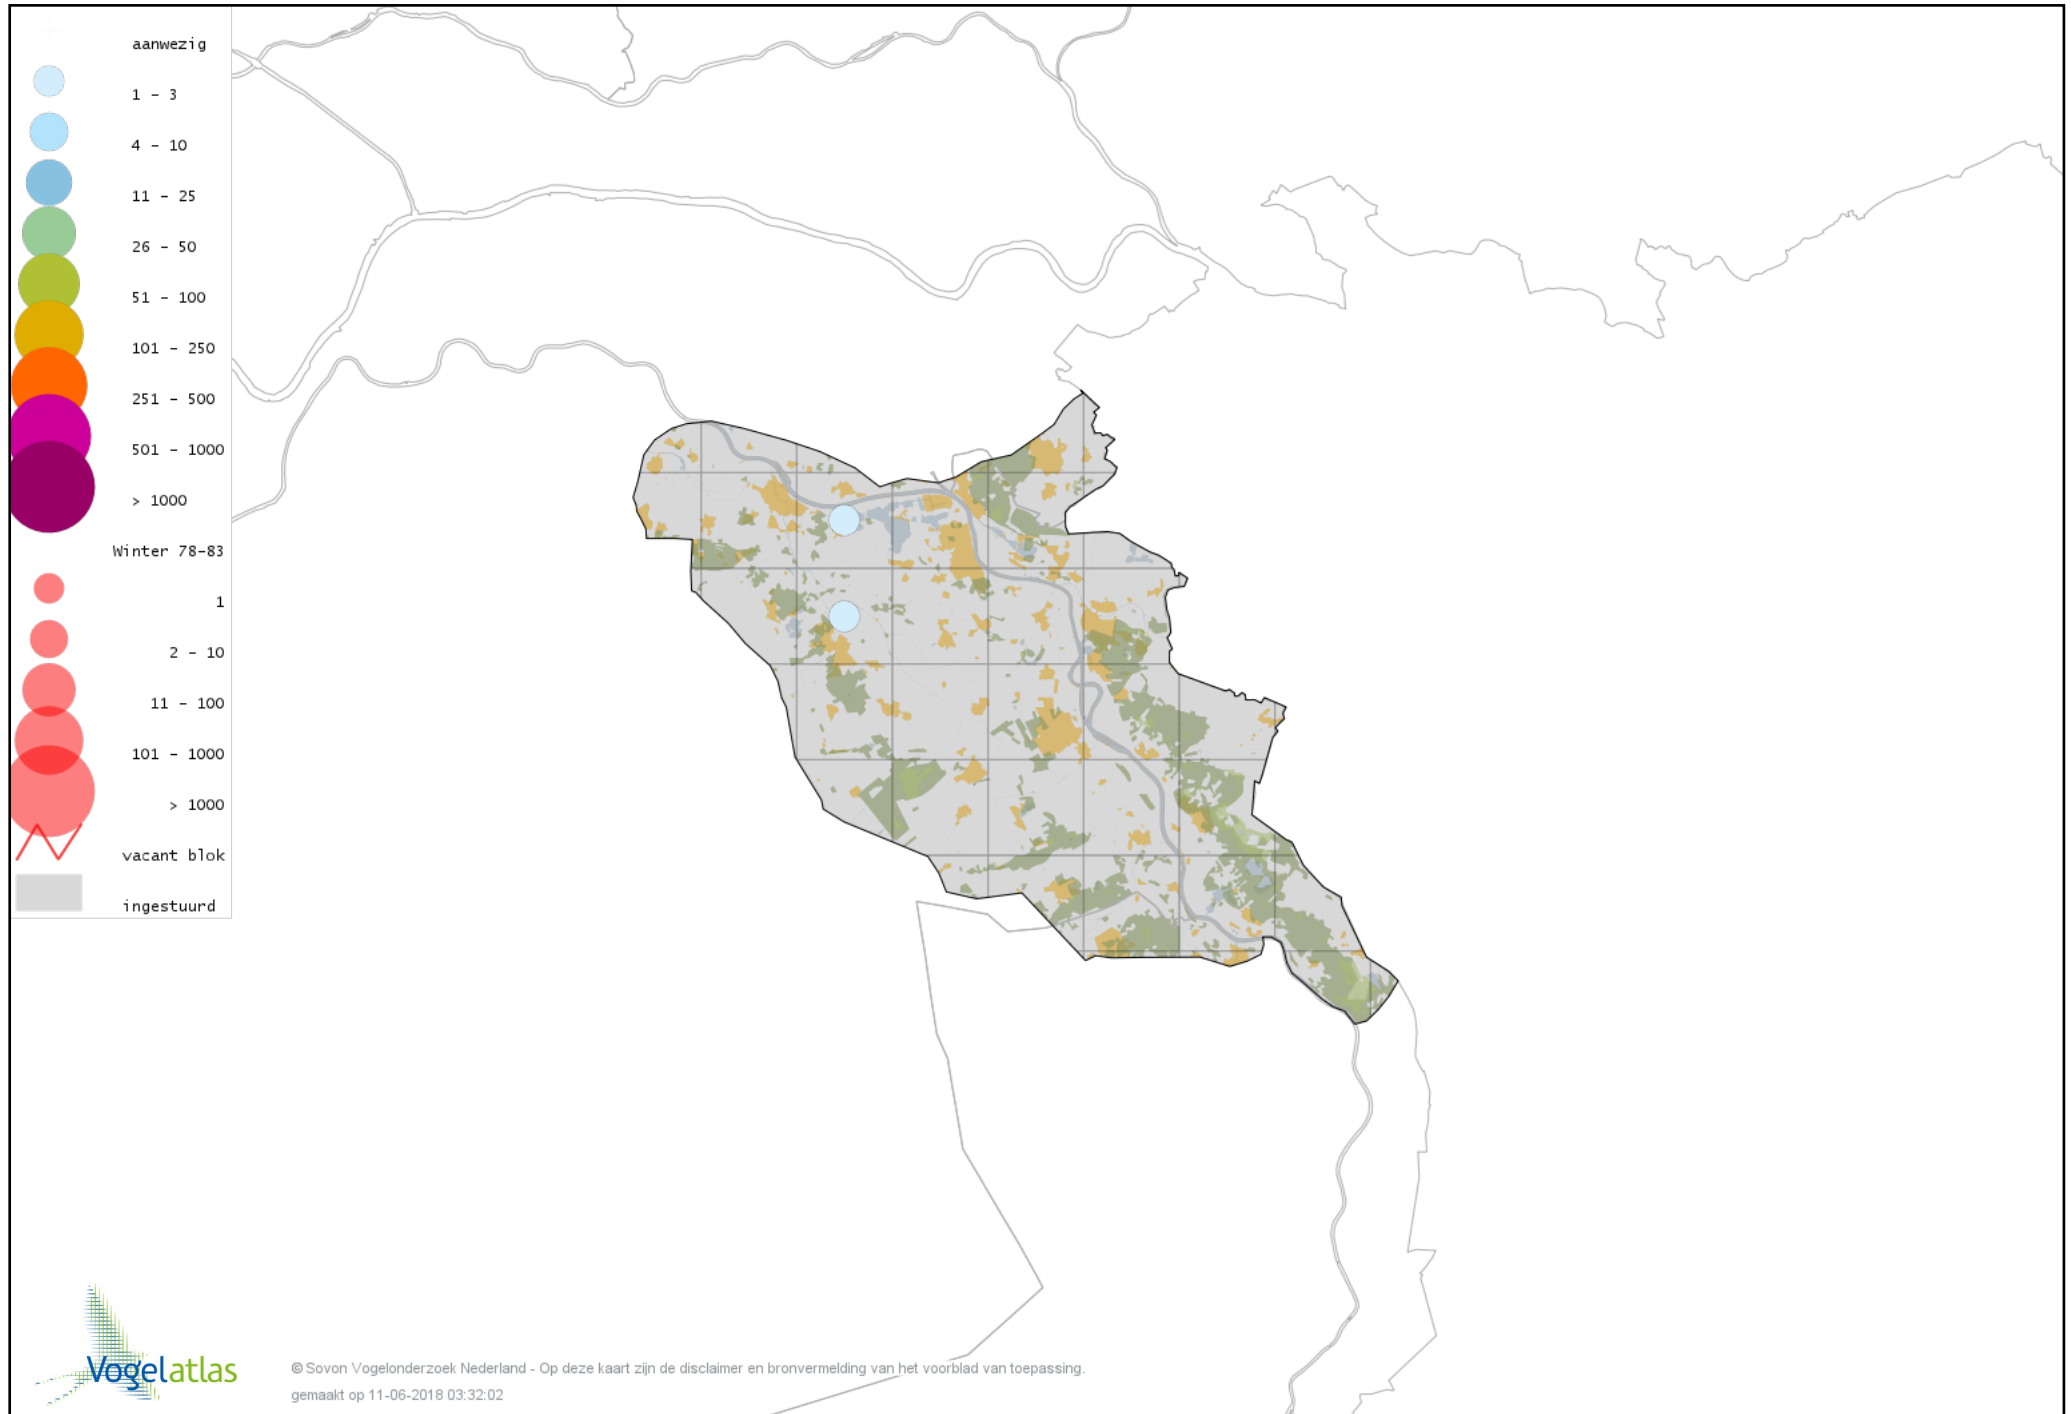 aanwezig
1 - 3
4 - 10
11 - 25
26 - 50
51 - 100
101 - 250
251 - 500
501 - 1000
> 1000
Winter 78-83
1
2 - 10
11 - 100
101 - 1000
> 1000
vacant blok
ingestuurd
Vogelatlas
© Sovon Vogelonderzoek Nederland - Op deze kaart zijn de disclaimer en bronvermelding van het voorblad van toepassing.
gemaakt op 11-06-2018 03:32:02